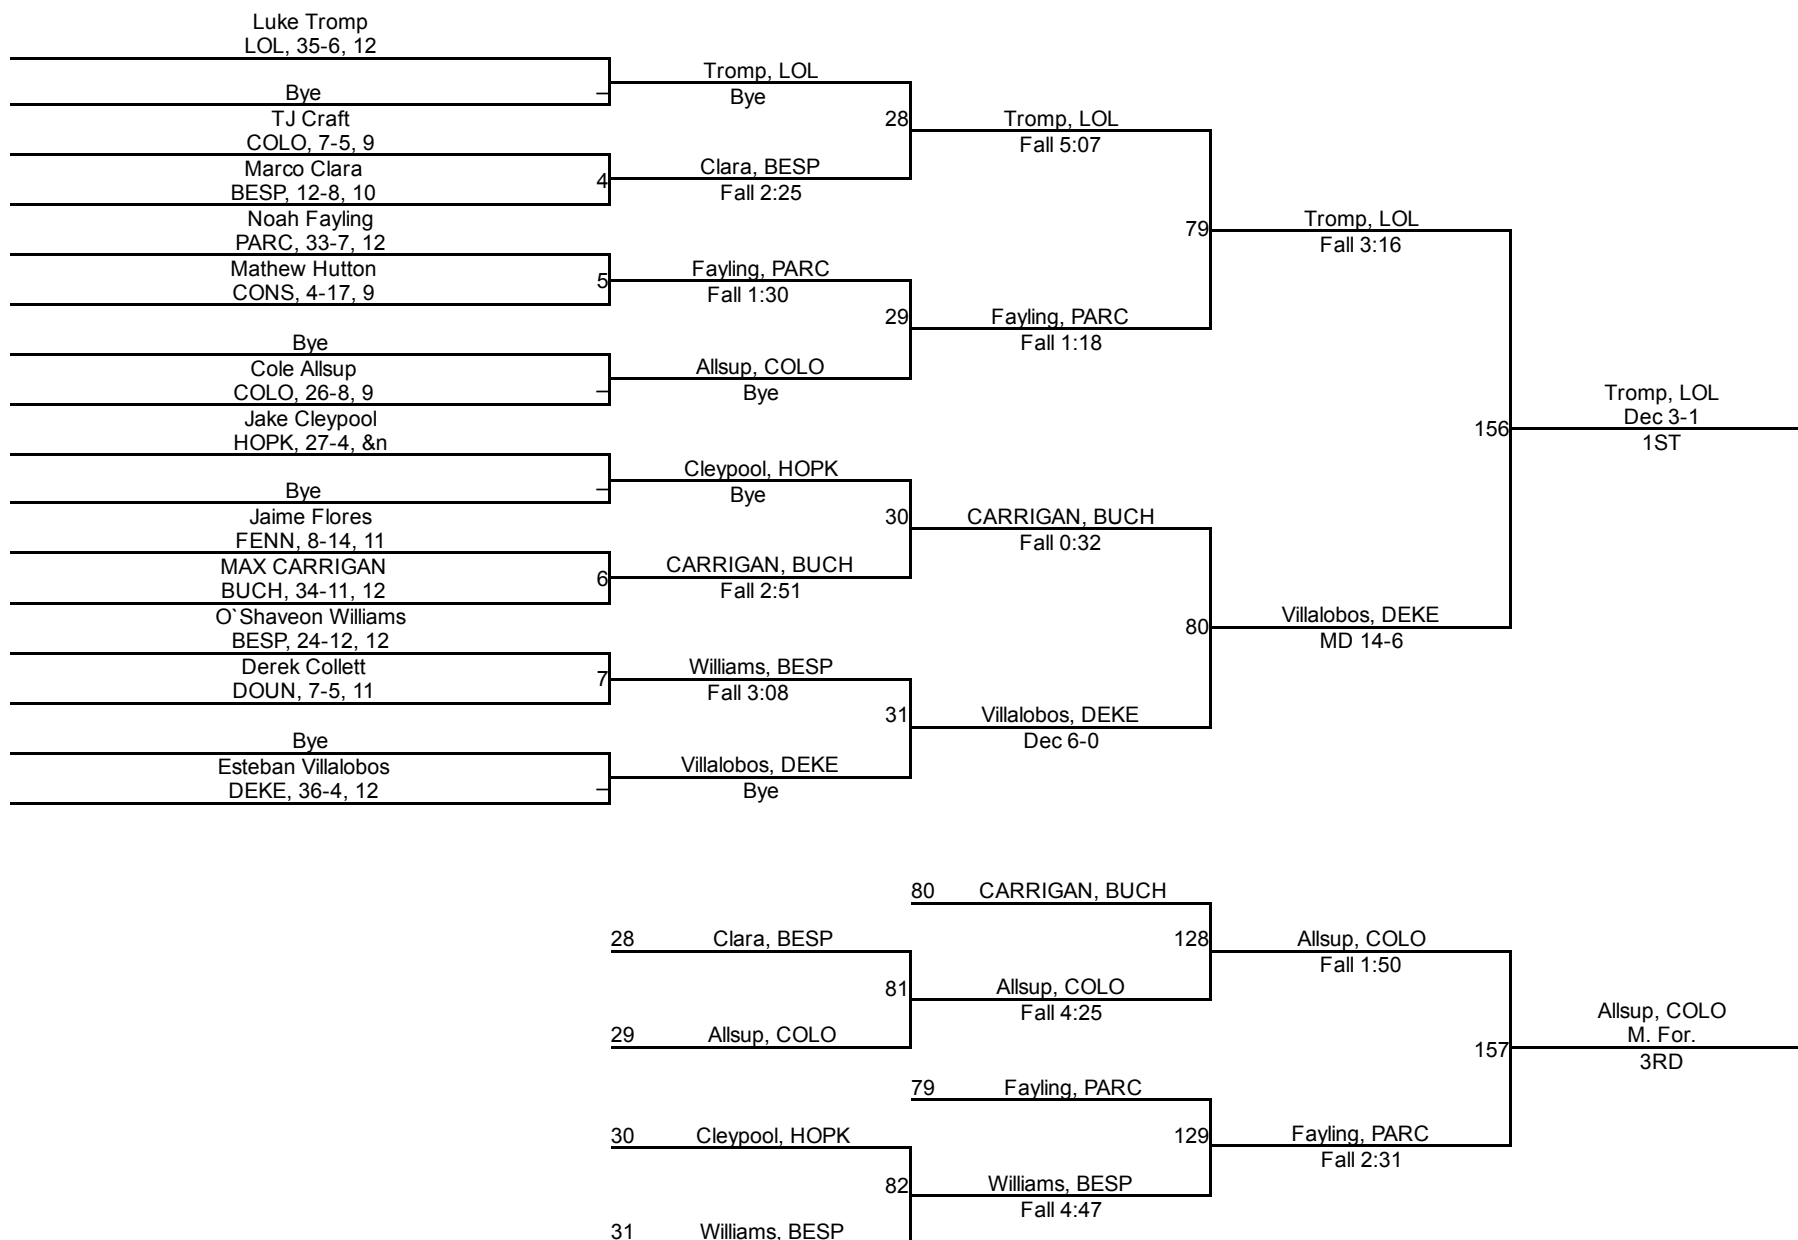 Luke Tromp
LOL, 35-6, 12
Bye
TJ Craft
COLO, 7-5, 9
Marco Clara
BESP, 12-8, 10
4
Noah Fayling
PARC, 33-7, 12
Mathew Hutton
CONS, 4-17, 9
5
Bye
Cole Allsup
COLO, 26-8, 9
Jake Cleypool
HOPK, 27-4, &n
Bye
Jaime Flores
FENN, 8-14, 11
MAX CARRIGAN
BUCH, 34-11, 12
6
O`Shaveon Williams
BESP, 24-12, 12
Derek Collett
DOUN, 7-5, 11
7
Bye
Esteban Villalobos
DEKE, 36-4, 12
Tromp, LOL
Bye
28
Clara, BESP
Fall 2:25
Fayling, PARC
Fall 1:30
29
Allsup, COLO
Bye
Cleypool, HOPK
Bye
30
CARRIGAN, BUCH
Fall 2:51
Williams, BESP
Fall 3:08
31
Villalobos, DEKE
Bye
Tromp, LOL
Fall 5:07
79
Fayling, PARC
Fall 1:18
CARRIGAN, BUCH
Fall 0:32
80
Villalobos, DEKE
Dec 6-0
Tromp, LOL
Fall 3:16
156
Villalobos, DEKE
MD 14-6
Tromp, LOL
Dec 3-1
1ST
80 CARRIGAN, BUCH
28 Clara, BESP
128
Allsup, COLO
Fall 1:50
81
Allsup, COLO
Fall 4:25
29 Allsup, COLO
157
Allsup, COLO
M. For.
3RD
79 Fayling, PARC
30 Cleypool, HOPK
129
Fayling, PARC
Fall 2:31
82
Williams, BESP
Fall 4:47
31 Williams, BESP